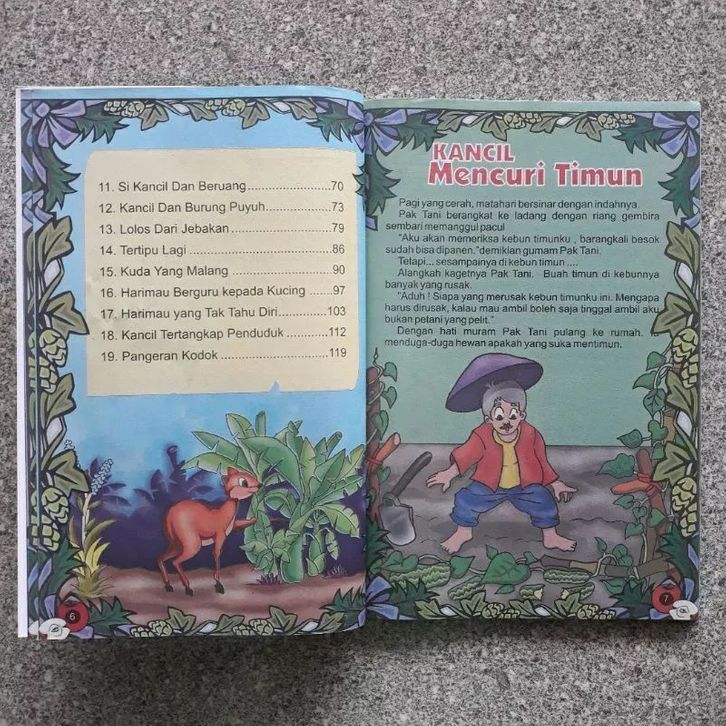 11. Si Kancil Dan Beruang.......................70
12. Kancil Dan Burung Puyuh..................73
13. Lolos Dari Jebakan............................79
14. Tertipu Lagi........................................86
15. Kuda Yang Malang............................90
16. Harimau Berguru kepada Kucing.......97
17. Harimau yang Tak Tahu Diri..............103
18. Kancil Tertangkap Penduduk............112
19. Pangeran Kodok...............................119
6
KANCIL
Mencuri Timun
Pagi yang cerah, matahari bersinar dengan indahnya.
Pak Tani berangkat ke ladang dengan riang gembira
sembari memanggul pacul
"Aku akan memeriksa kebun timunku , barangkali besok
sudah bisa dipanen."demikian gumam Pak Tani.
Tetapi... sesampainya di kebun timun ....
Alangkah kagetnya Pak Tani. Buah timun di kebunnya
banyak yang rusak.
"Aduh ! Siapa yang merusak kebun timunku ini. Mengapa
harus dirusak, kalau mau ambil boleh saja tinggal ambil aku
bukan petani yang pelit."
Dengan hati muram Pak Tani pulang ke rumah. Ia
menduga-duga hewan apakah yang suka mentimun.
7